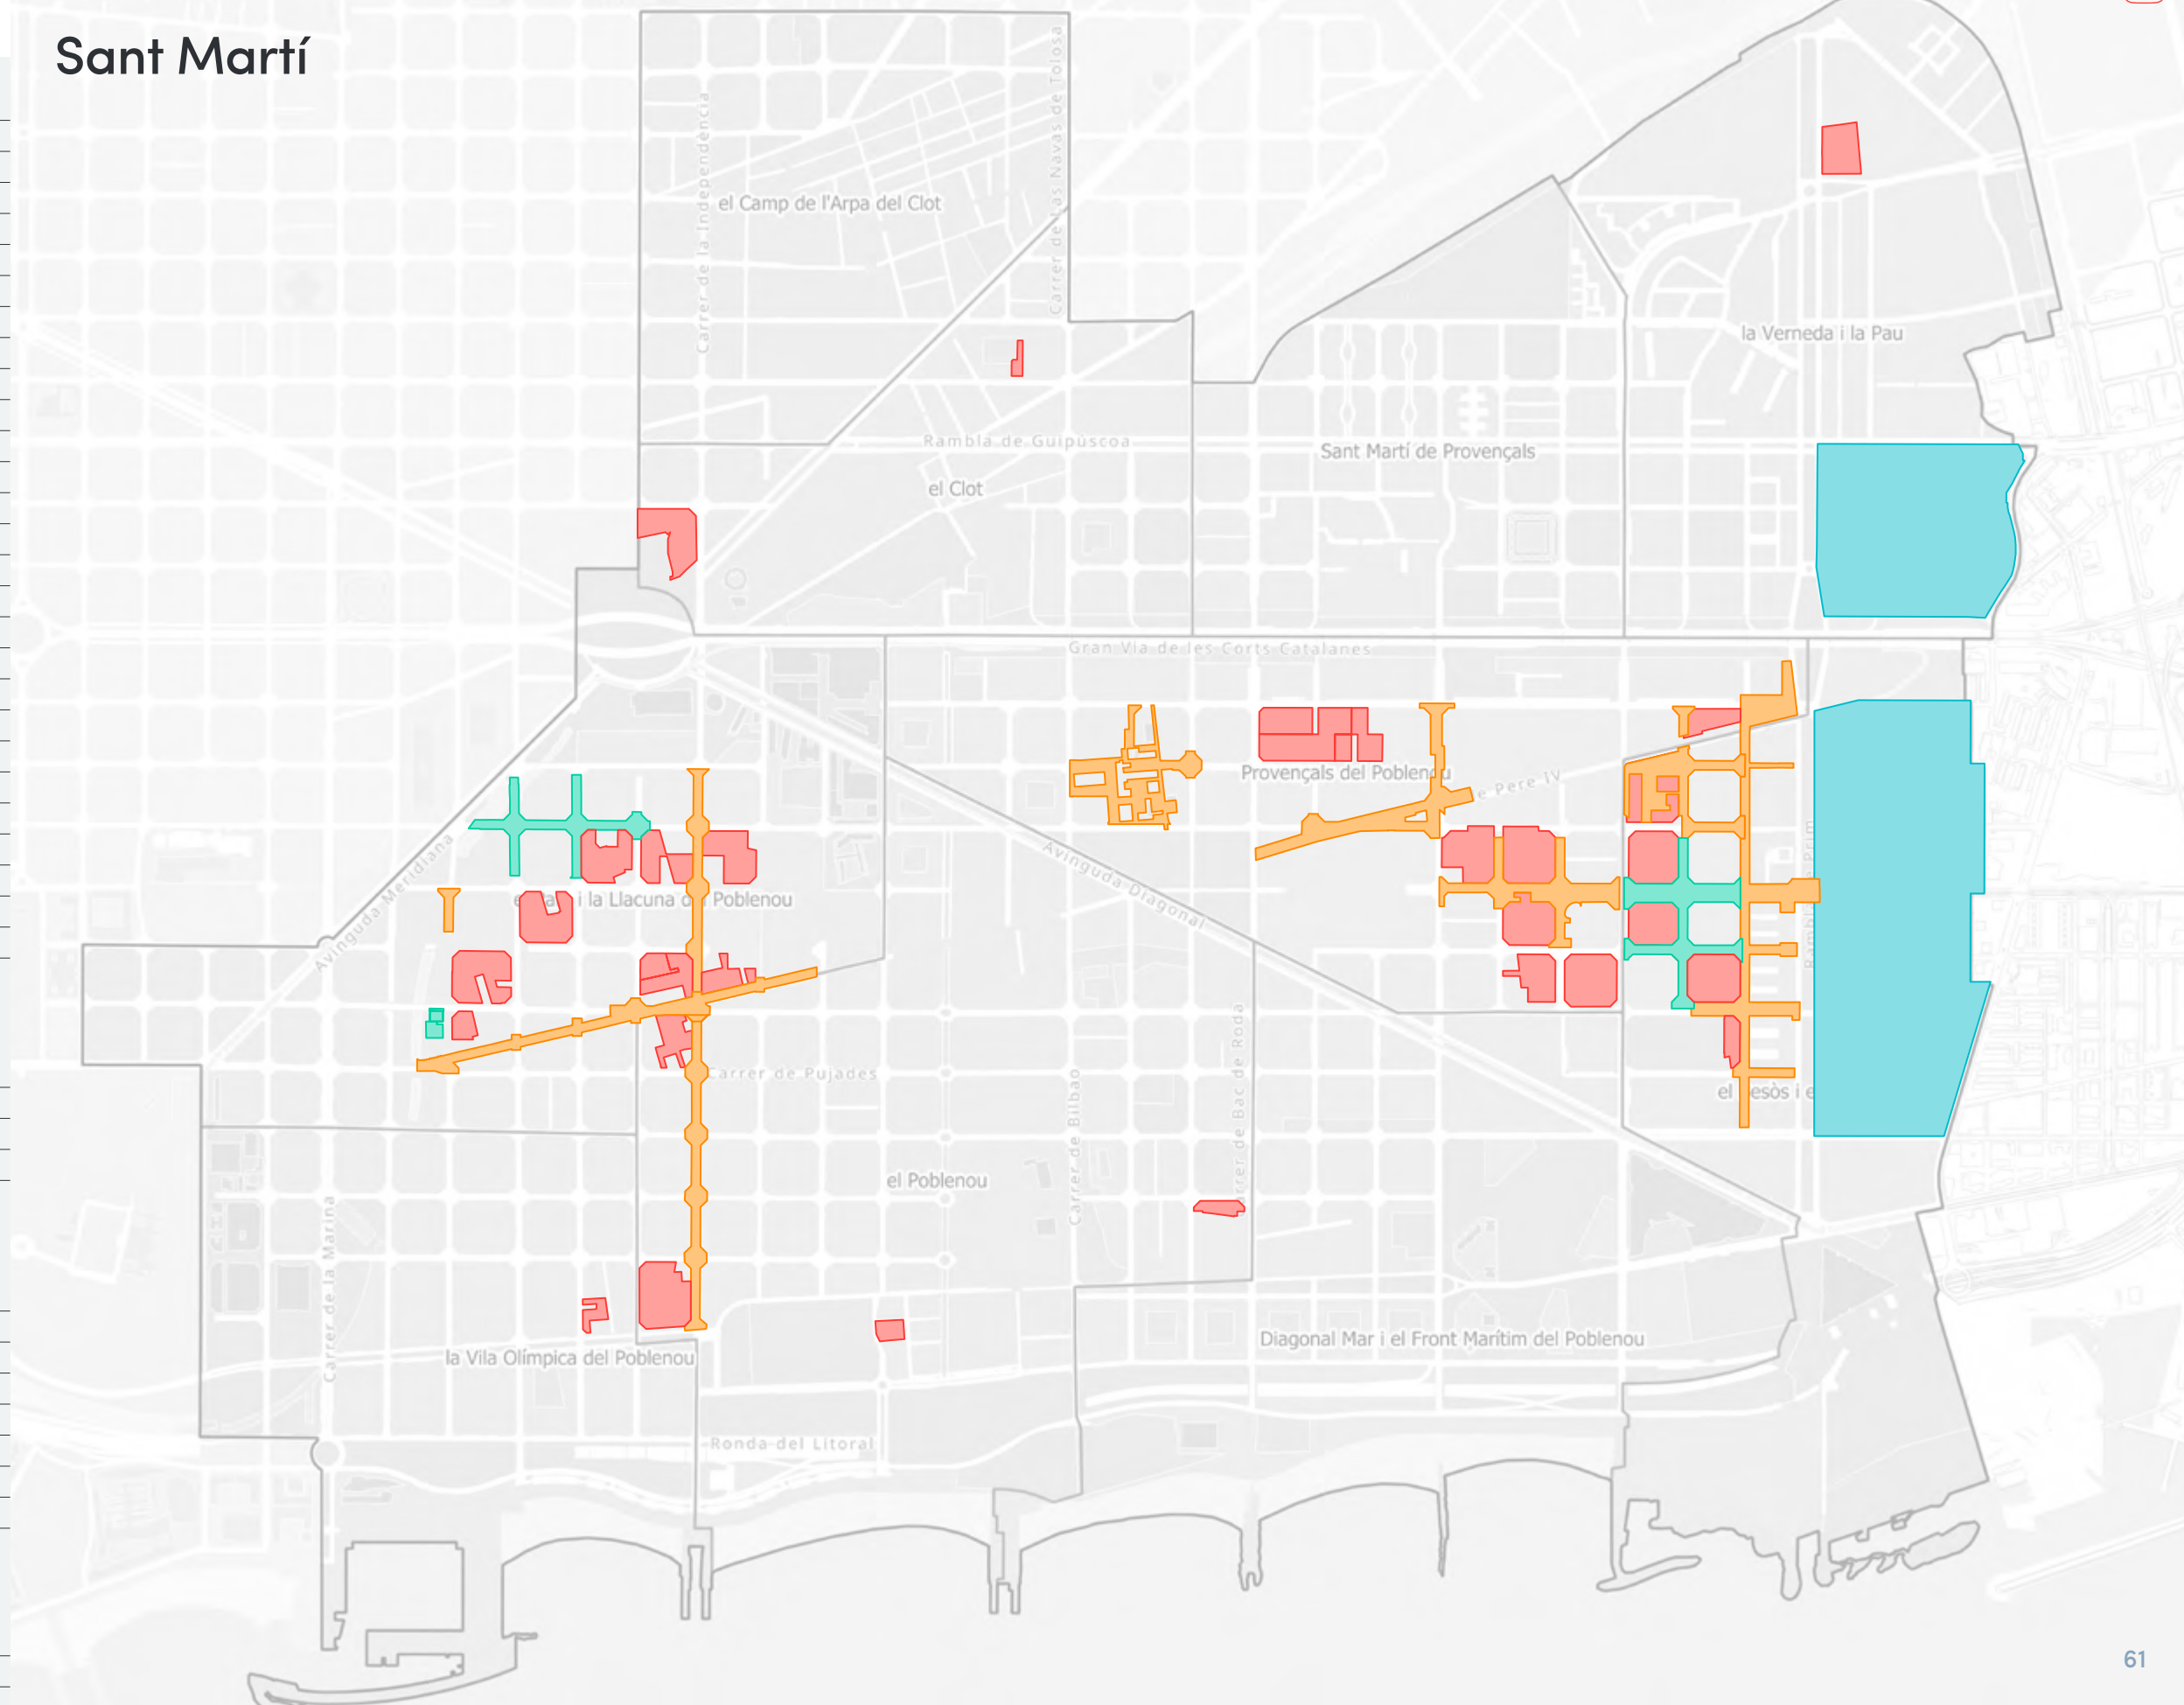 Sant Martí
Carrer de Las Navas de Tolosa
Carrer de la Independència
el Camp de l'Arpa del Clot
la Verneda i la Pau
Rambla de Guipúscoa
Sant Martí de Provençals
el Clot
Gran Via de les Corts Catalanes
Provençals del Poblenou
e Pere IV
Avinguda Meridiana
Avinguda Diagonal
i la Llacuna d Poblenou
Carrer de Pujades
Carrer de Bilbao
Carrer de Bac de Roda
el esòs i e
el Poblenou
Carrer de la Marina
Diagonal Mar i el Front Marítim del Poblenou
la Vila Olímpica del Poblenou
Ronda del Litoral
61